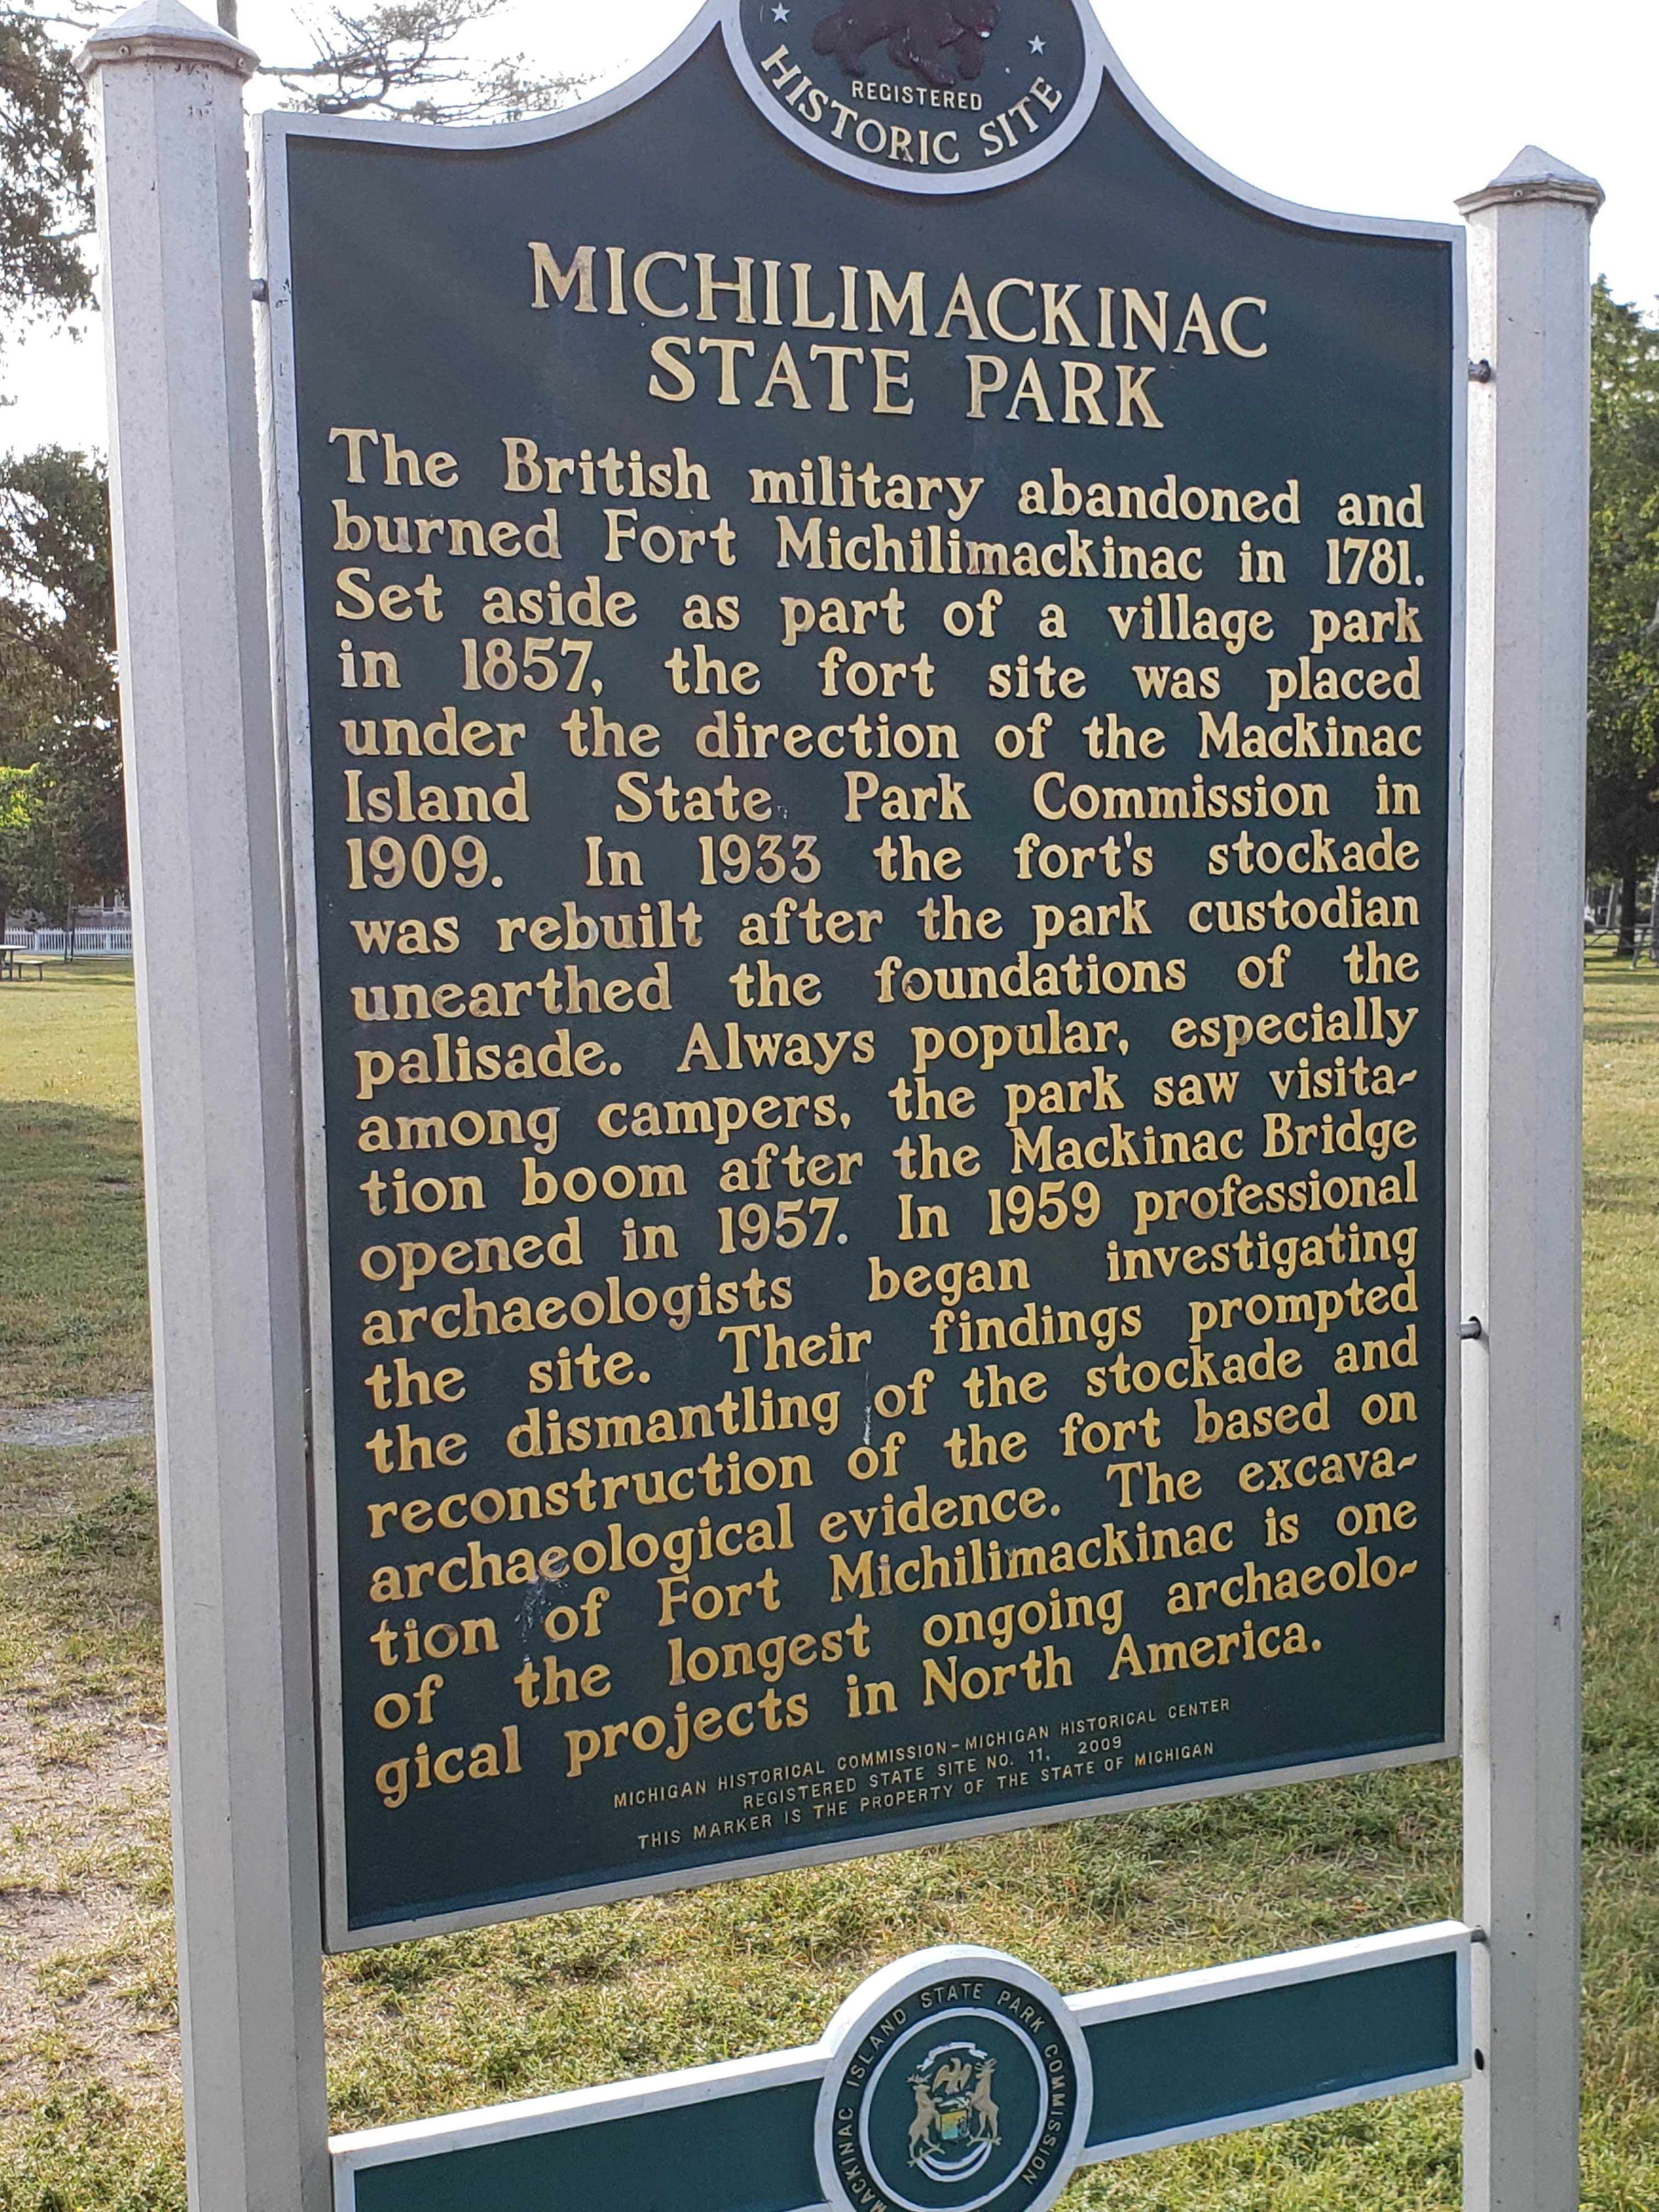 REGISTERED
HISTORIC SITE
MICHILIMACKINAC
STATE PARK
The British military abandoned and
burned Fort Michilimackinac in 1781.
Set aside as part of a village park
in 1857, the fort site was placed
under the direction of the Mackinac
Island State Park Commission in
1909. In 1933 the fort's stockade
was rebuilt after the park custodian
unearthed the foundations of the
palisade. Always popular, especially
among campers, the park saw visita-
tion boom after the Mackinac Bridge
opened in 1957. In 1959 professional
archaeologists began investigating
the site. Their findings prompted
the dismantling of the stockade and
reconstruction of the fort based on
archaeological evidence. The excava-
tion of Fort Michilimackinac is one
of the longest ongoing archaeolo-
gical projects in North America.
MICHIGAN HISTORICAL COMMISSION-MICHIGAN HISTORICAL CENTER
REGISTERED STATE SITE NO. 11, 2009
THIS MARKER IS THE PROPERTY OF THE STATE OF MICHIGAN
MACKINAC ISLAND STATE PARK COMMISSION